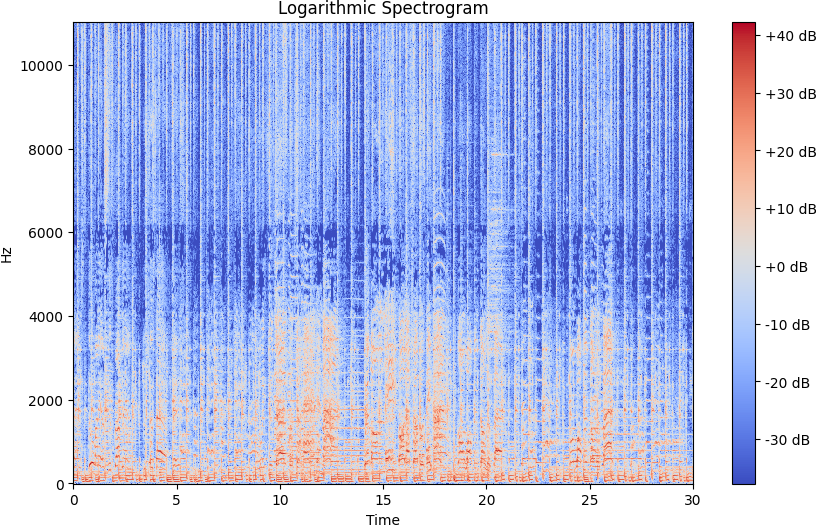 Logarithmic Spectrogram
Hz
10000
8000
6000
4000
2000
0
0 5 10 15 20 25 30
Time
+40 dB
+30 dB
+20 dB
+10 dB
+0 dB
-10 dB
-20 dB
-30 dB